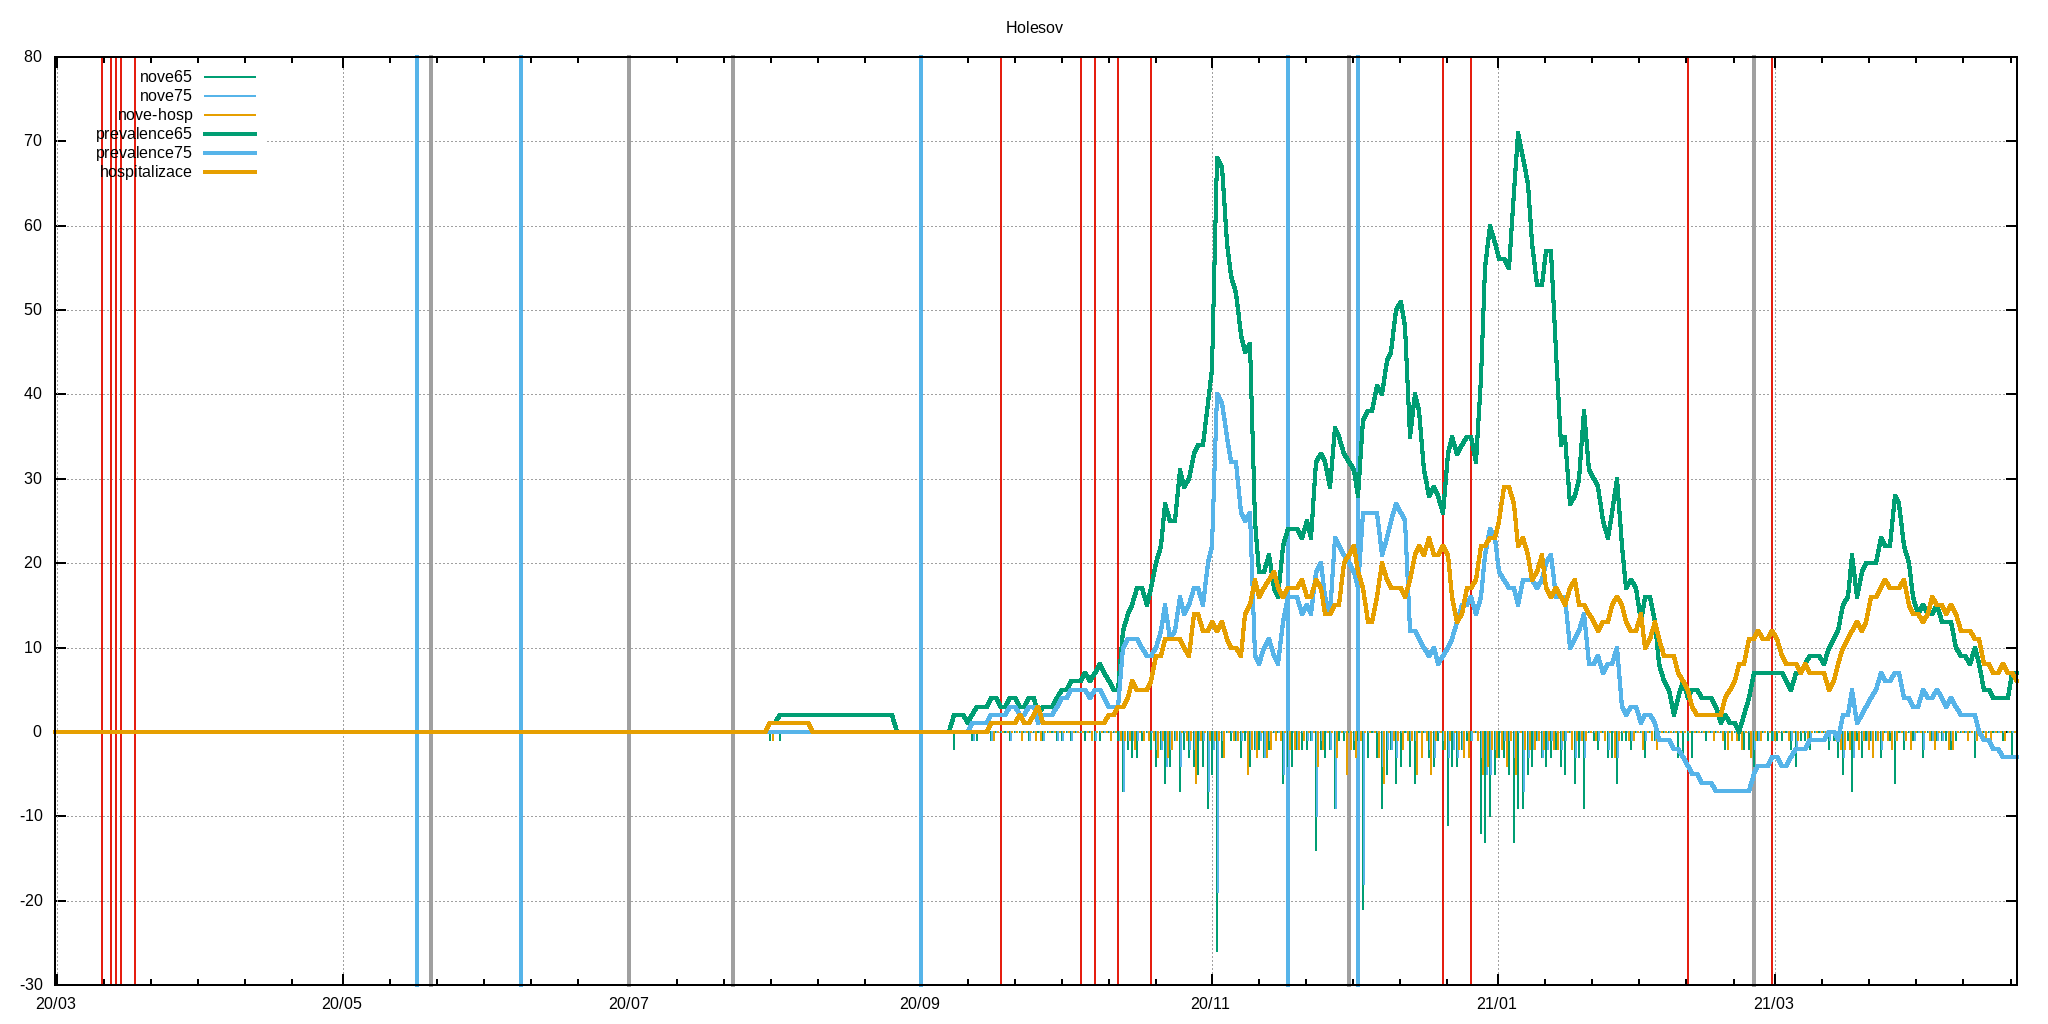 Holesov
80
70
60
50
40
30
20
10
0
-10
-20
-30
nove65
nove75
nove-hosp
prevalence65
prevalence75
hospitalizace
20/03 20/05 20/07 20/09 20/11 21/01 21/03